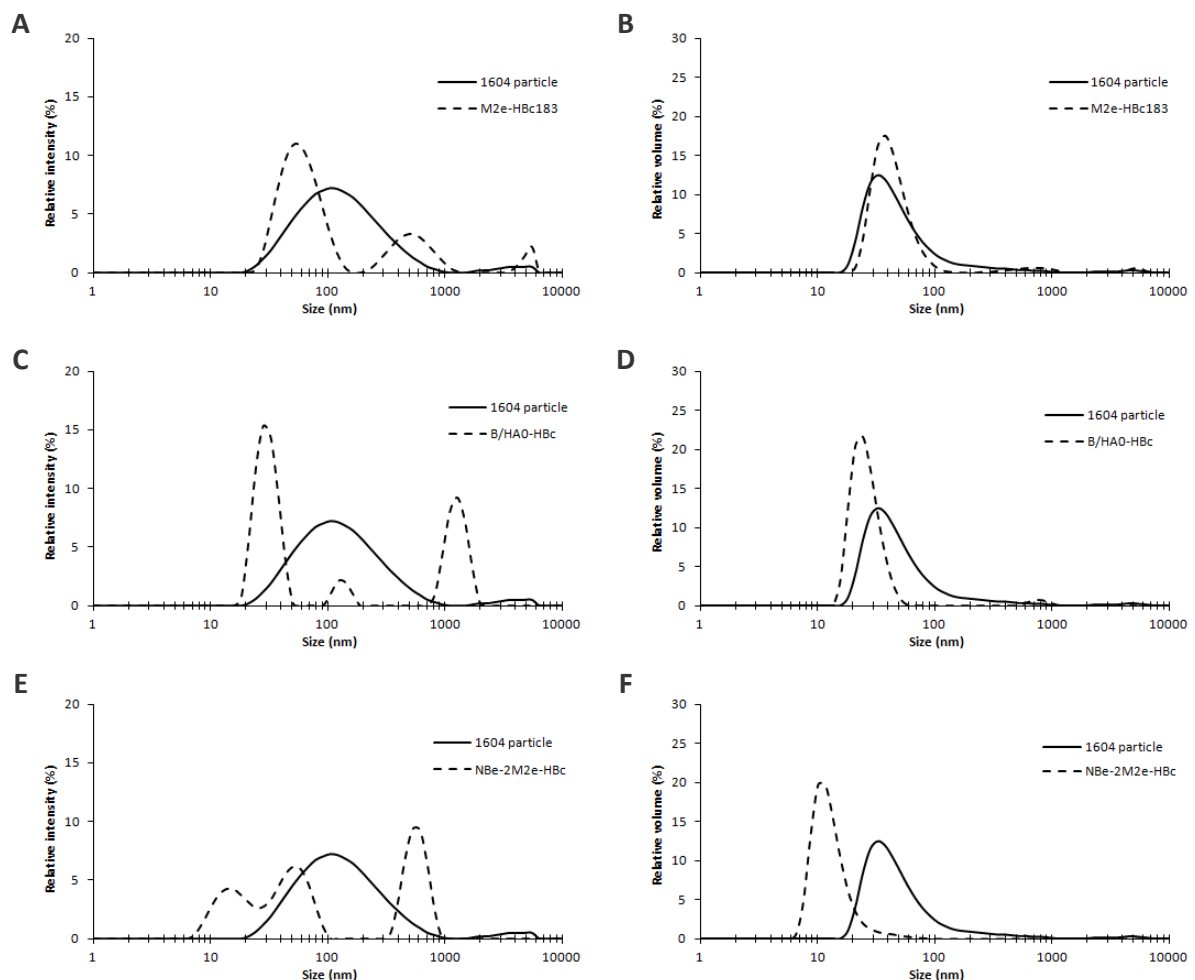 A
20
15
10
5
0
Relative intensity (%)
1604 particle
M2e-HBc183
1 10 100 1000 10000
Size (nm)
B
30
25
20
15
10
5
0
Relative volume (%)
1604 particle
M2e-HBc183
1 10 100 1000 10000
Size (nm)
C
20
15
10
5
0
Relative intensity (%)
1604 particle
B/HA0-HBc
1 10 100 1000 10000
Size (nm)
D
30
25
20
15
10
5
0
Relative volume (%)
1604 particle
B/HA0-HBc
1 10 100 1000 10000
Size (nm)
E
20
15
10
5
0
Relative intensity (%)
1604 particle
NBe-2M2e-HBc
1 10 100 1000 10000
Size (nm)
F
30
25
20
15
10
5
0
Relative volume (%)
1604 particle
NBe-2M2e-HBc
1 10 100 1000 10000
Size (nm)